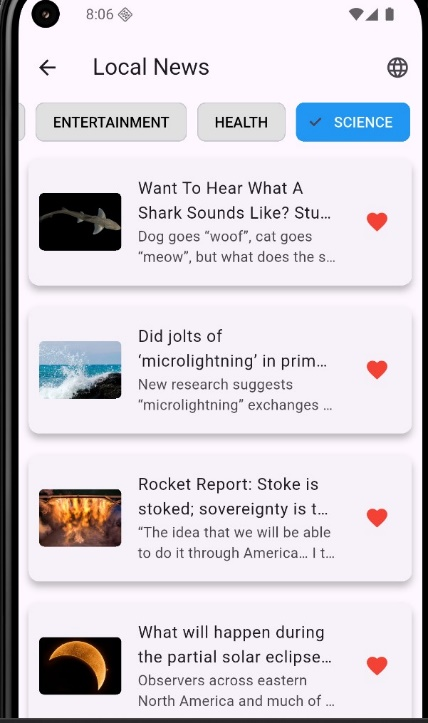 8:06
Local News
ENTERTAINMENT
HEALTH
SCIENCE
Want To Hear What A
Shark Sounds Like? Stu...
Dog goes “woof”, cat goes
“meow”, but what does the s...
Did jolts of
‘microlightning’ in prim...
New research suggests
“microlightning” exchanges ...
Rocket Report: Stoke is
stoked; sovereignty is t...
“The idea that we will be able
to do it through America… I t...
What will happen during
the partial solar eclipse...
Observers across eastern
North America and much of ...